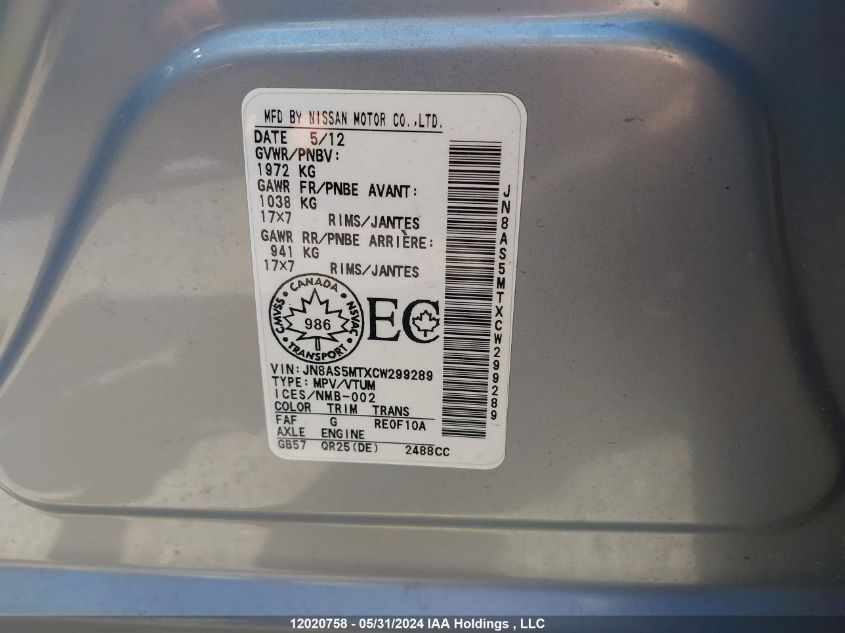 MFD BY NISSAN MOTOR CO.,LTD.
DATE 5/12
GVWR/PNBV:
1972 KG
GAWR FR/PNBE AVANT:
1038 KG
17X7 RIMS/JANTES
GAWR RR/PNBE ARRIÈRE:
941 KG
17X7 RIMS/JANTES
CANADA
CMVSS 986 NSVAC
TRANSPORT
EC
VIN: JN8AS5MTXCW299289
TYPE: MPV/VTUM
ICES/NMB-002
COLOR TRIM TRANS
FAF G RE0F10A
AXLE ENGINE
GB57 QR25(DE) 2488CC
JN8AS5MTXCW299289
12020758 - 05/31/2024 IAA Holdings , LLC